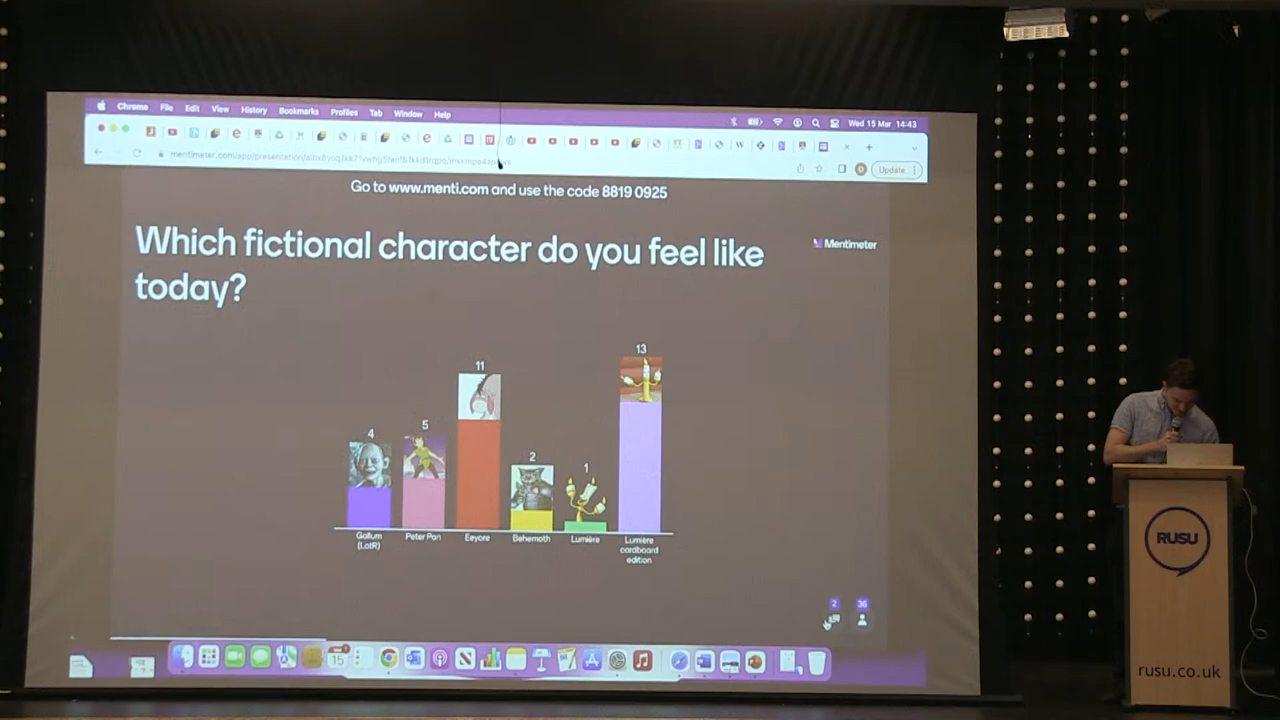 Chrome File Edit View History Bookmarks Profiles Tab Window Help
Wed 15 Mar 14:43
Update
Go to www.menti.com and use the code 8819 0925
Which fictional character do you feel like
today?
Mentimeter
4
5
11
2
1
13
Gollum
(LotR)
Peter Pan
Eeyore
Behemoth
Lumière
Lumière
cardboard
edition
2
36
15
RUSU
rusu.co.uk